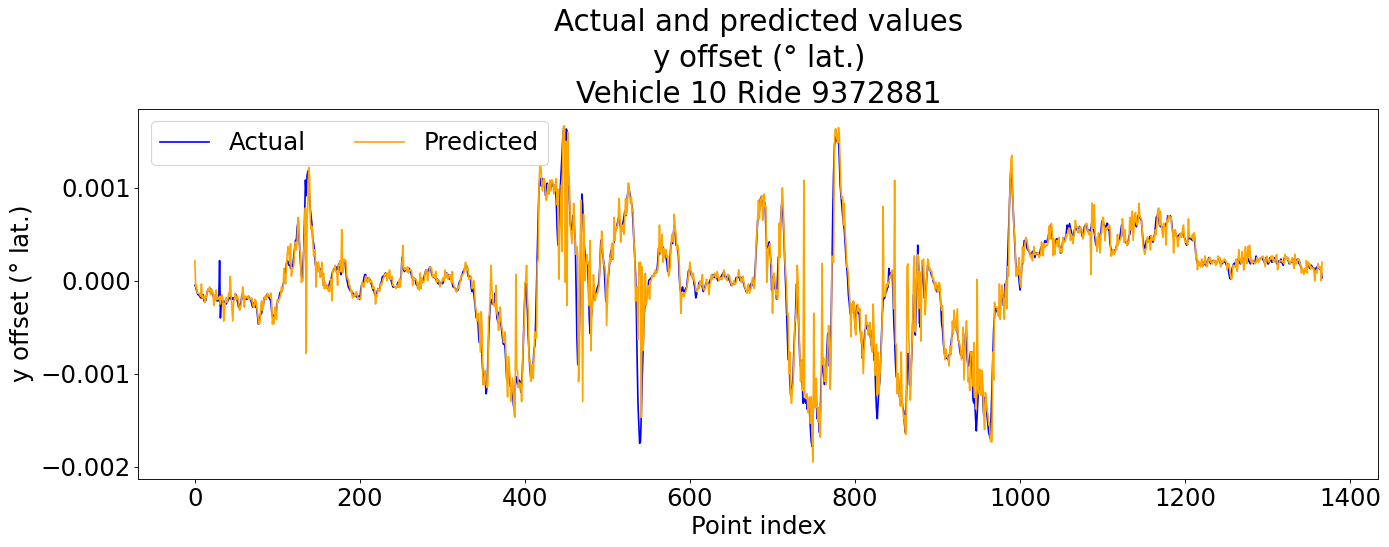 Actual and predicted values
y offset (° lat.)
Vehicle 10 Ride 9372881
Actual
Predicted
y offset (° lat.)
0.001
0.000
−0.001
−0.002
0
200
400
600
800
1000
1200
1400
Point index